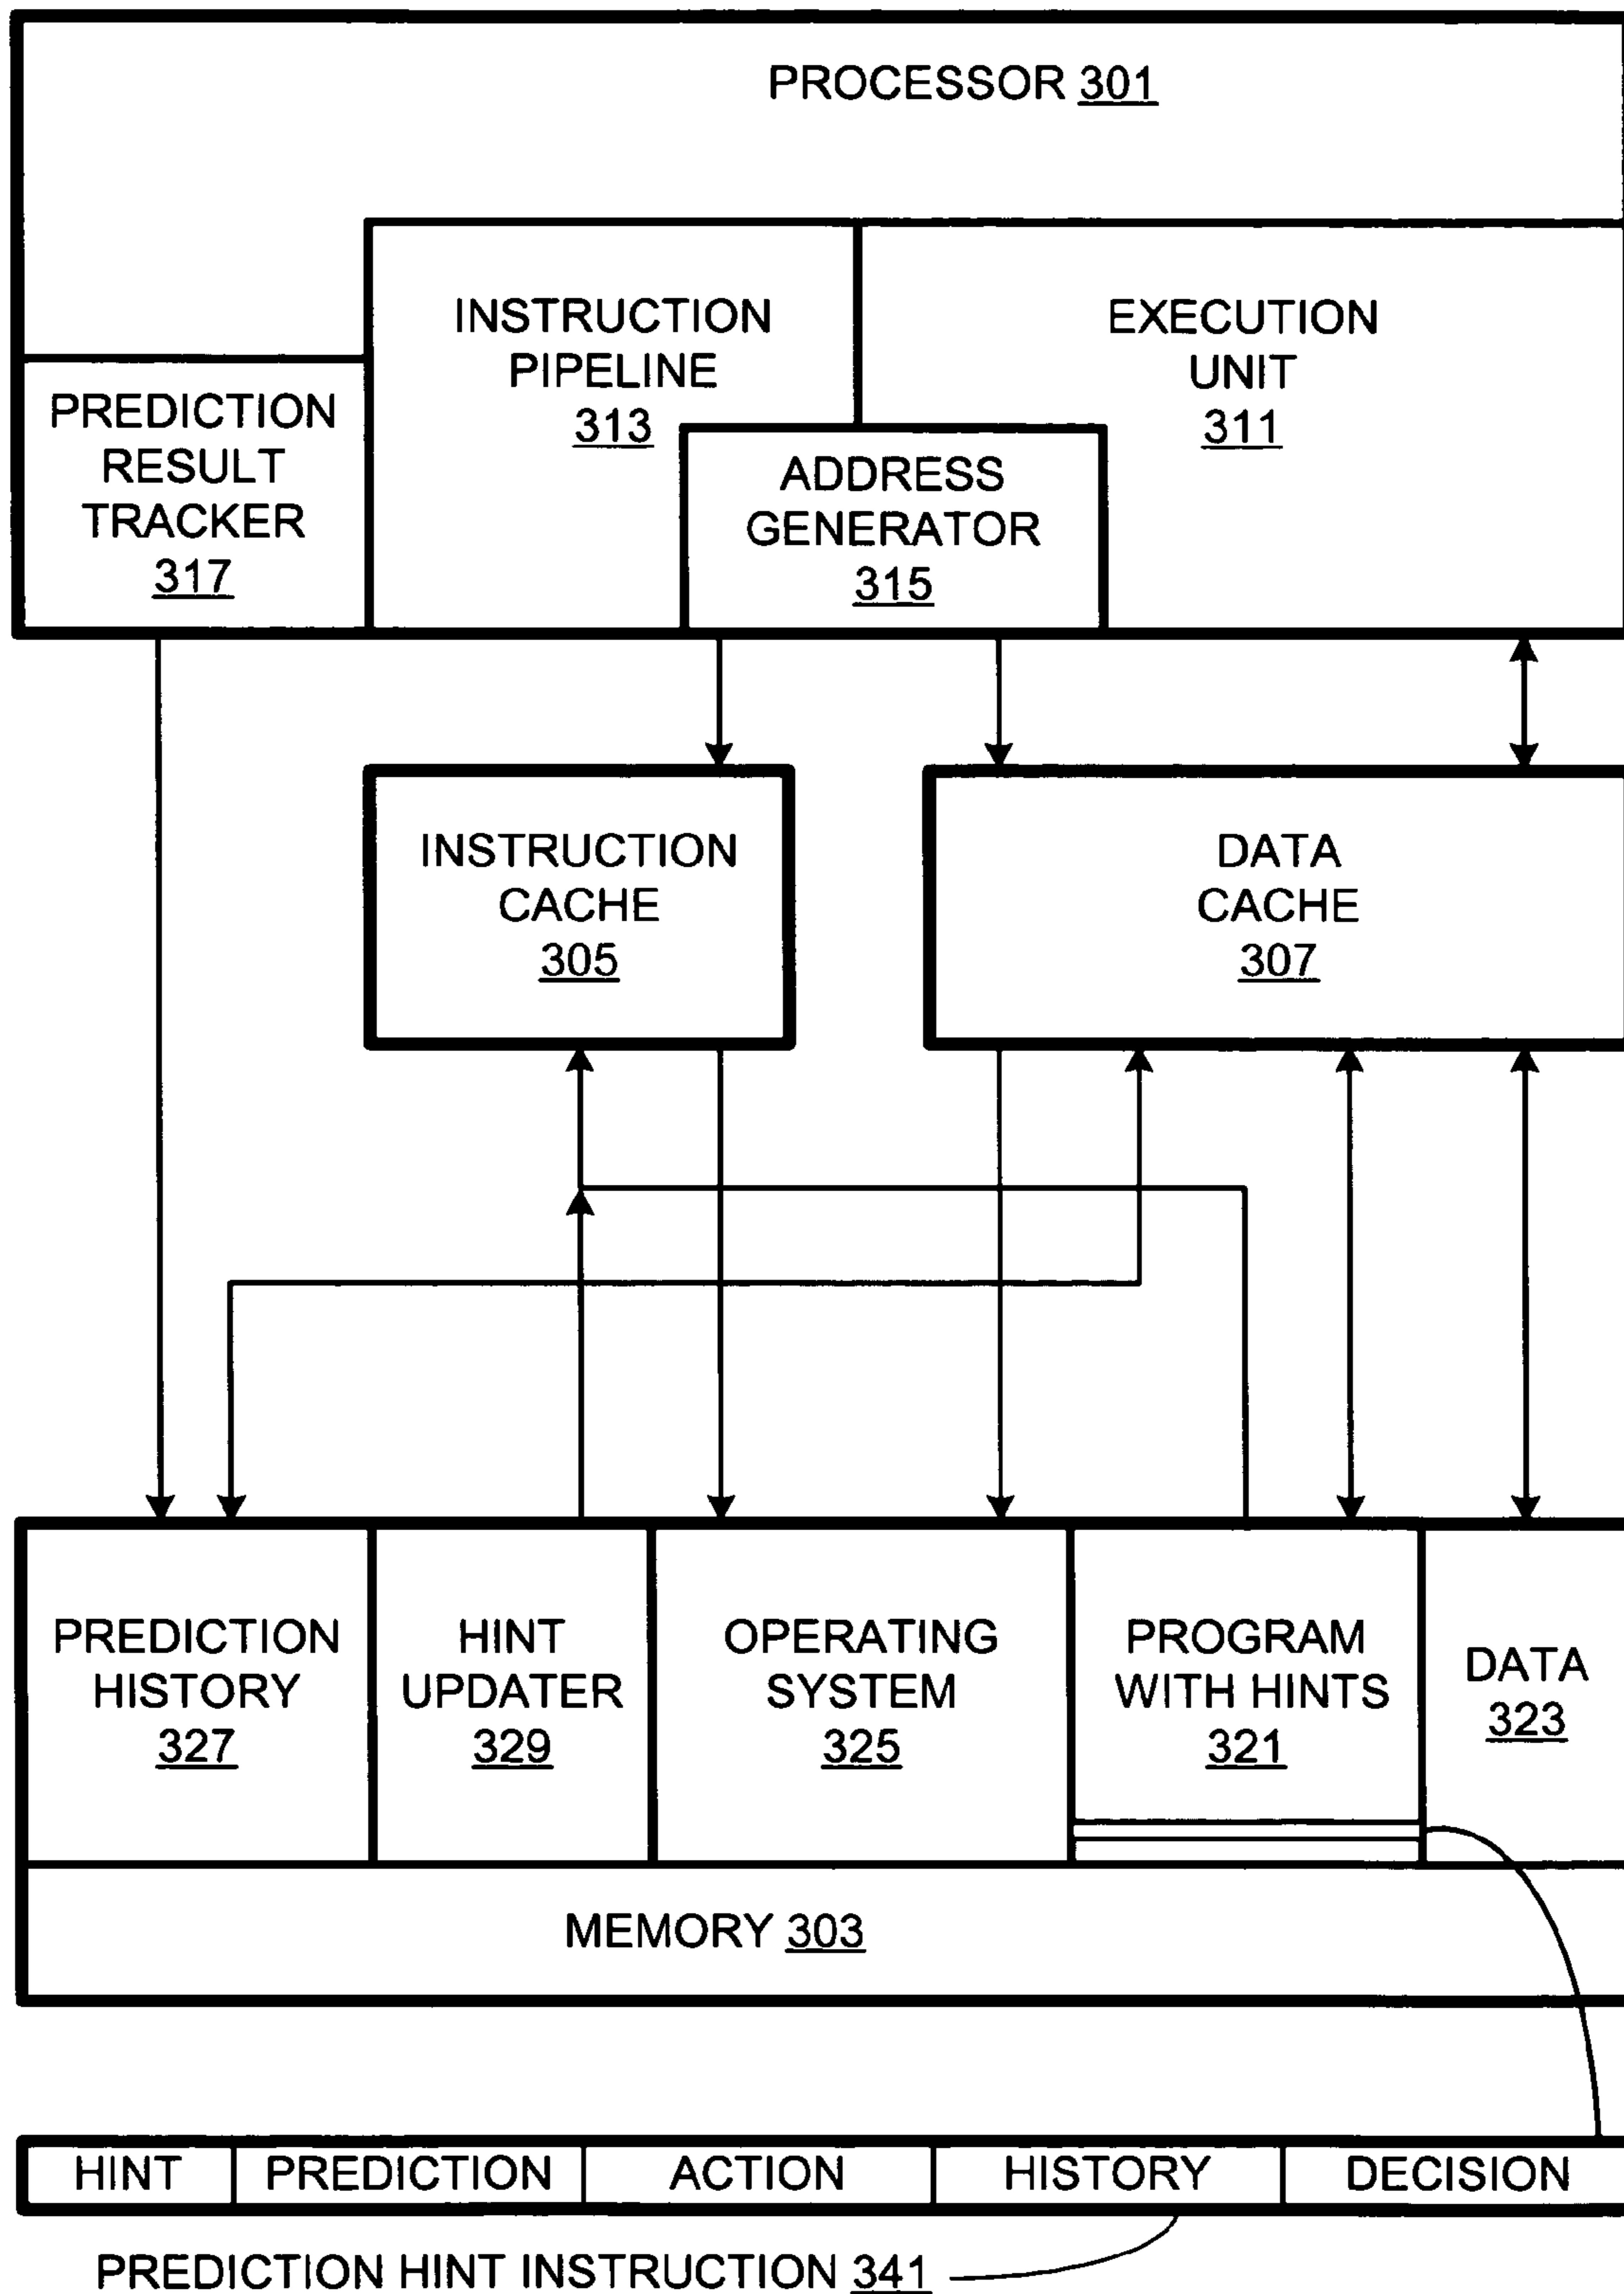 PROCESSOR 301
INSTRUCTION
PIPELINE
313
EXECUTION
UNIT
311
PREDICTION
RESULT
TRACKER
317
ADDRESS
GENERATOR
315
INSTRUCTION
CACHE
305
DATA
CACHE
307
PREDICTION
HISTORY
327
HINT
UPDATER
329
OPERATING
SYSTEM
325
PROGRAM
WITH HINTS
321
DATA
323
MEMORY 303
HINT PREDICTION ACTION HISTORY DECISION
PREDICTION HINT INSTRUCTION 341